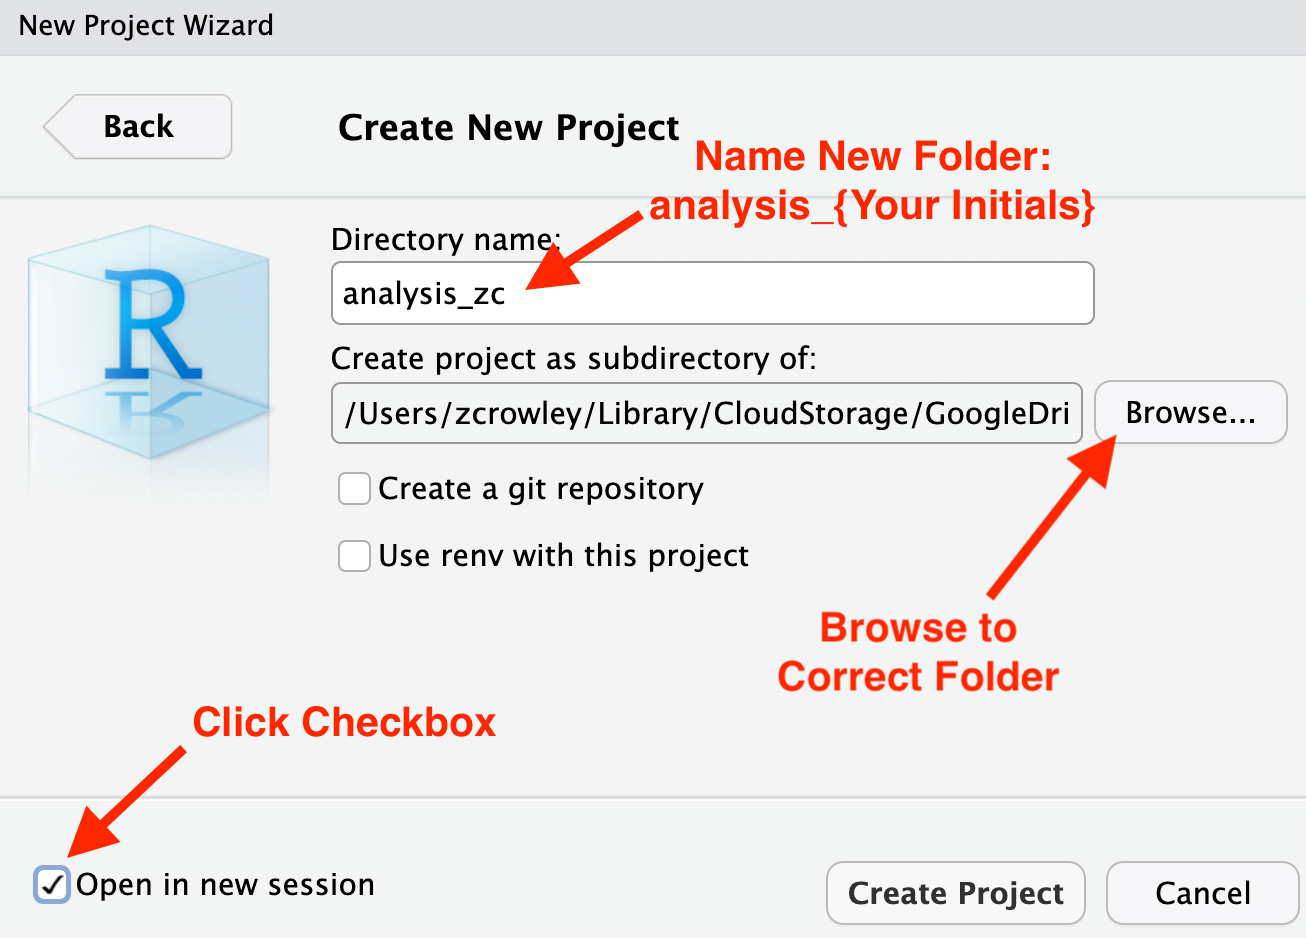 New Project Wizard
Back
Create New Project
Name New Folder:
analysis_{Your Initials}
Directory name:
analysis_zc
Create project as subdirectory of:
/Users/zcrowley/Library/CloudStorage/GoogleDri
Browse...
Create a git repository
Use renv with this project
Browse to
Correct Folder
Click Checkbox
Open in new session
Create Project
Cancel
R